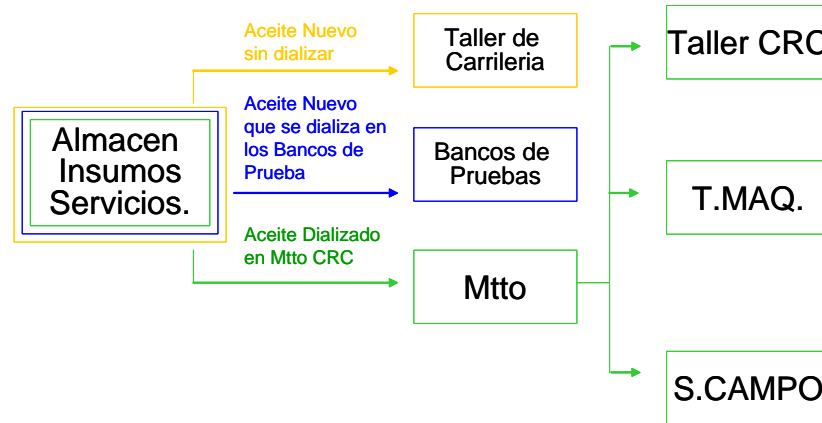 Almacen
Insumos
Servicios.
Aceite Nuevo
sin dializar
Taller de
Carrileria
Aceite Nuevo
que se dializa en
los Bancos de
Prueba
Bancos de
Pruebas
Aceite Dializado
en Mtto CRC
Mtto
Taller CRC
T.MAQ.
S.CAMPO